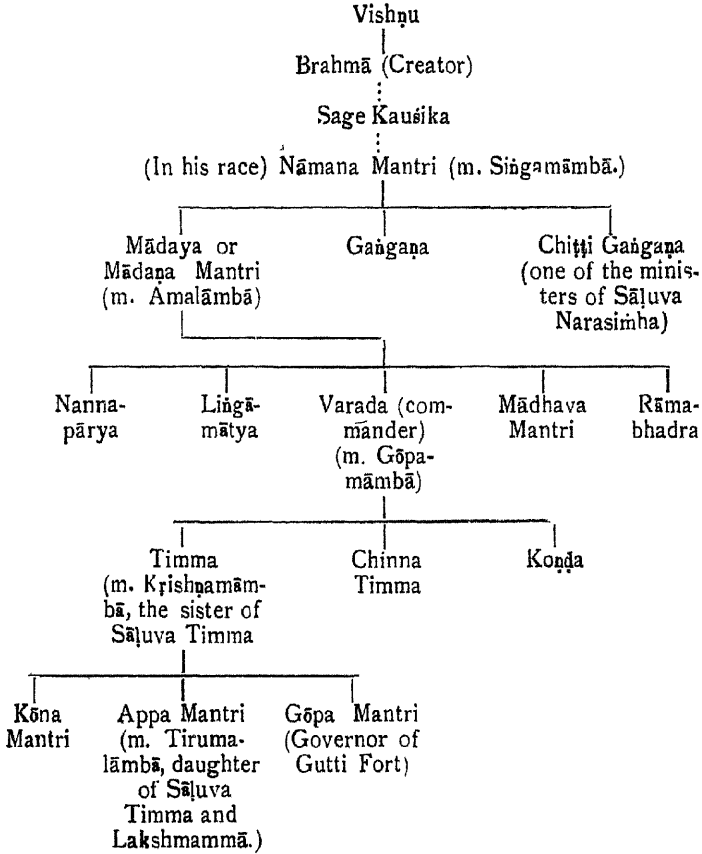 Vishṇu
Brahmā (Creator)
Sage Kauśika
(In his race) Nāmana Mantri (m. Siṅgamāmbā.)
Mādaya or
Mādaṇa Mantri
(m. Amalāmbā)
Gaṅgaṇa
Chiṭṭi Gaṅgaṇa
(one of the minis-
ters of Sāḷuva
Narasiṁha)
Nanna-
pārya
Liṅgā-
mātya
Varada (com-
mander)
(m. Gōpa-
māmbā)
Mādhava
Mantri
Rāma-
bhadra
Timma
(m. Kṛishṇamām-
bā, the sister of
Sāḷuva Timma
Chinna
Timma
Koṇḍa
Kōna
Mantri
Appa Mantri
(m. Tiruma-
lāmbā, daughter
of Sāḷuva
Timma and
Lakshmammā.)
Gōpa Mantri
(Governor of
Gutti Fort)